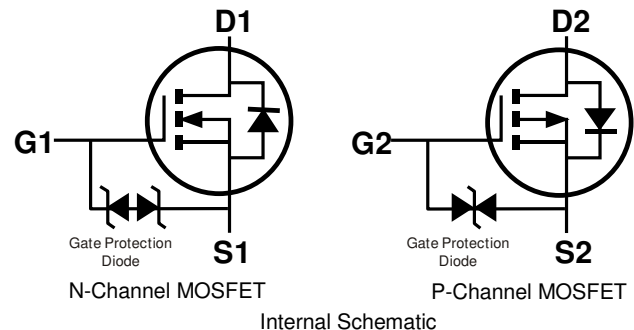 D1
D2
G1
G2
Gate Protection
Diode
S1
Gate Protection
Diode
S2
N-Channel MOSFET
P-Channel MOSFET
Internal Schematic